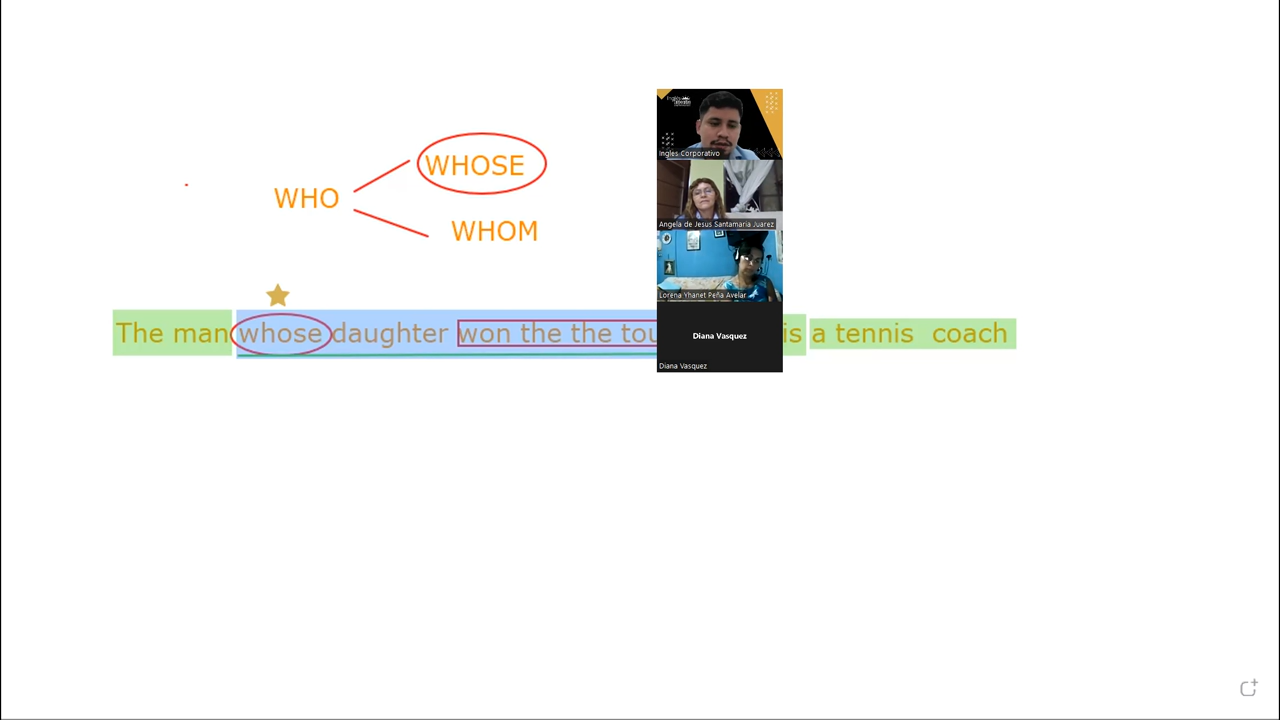 WHOSE
WHO
WHOM
The man whose daughter won the the tou is a tennis coach
Ingles Corporativo
Angela de Jesus Santamaria Juarez
Lorena Yhanet Peña Avelar
Diana Vasquez
Diana Vasquez